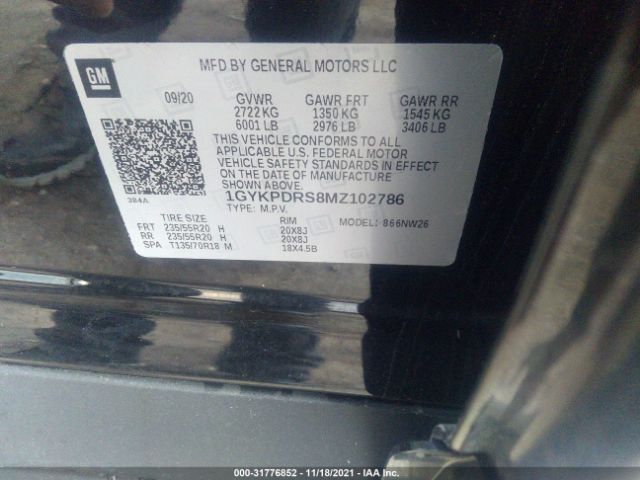 GM
MFD BY GENERAL MOTORS LLC
09/20 GVWR GAWR FRT GAWR RR
2722 KG 1350 KG 1545 KG
6001 LB 2976 LB 3406 LB
THIS VEHICLE CONFORMS TO ALL
APPLICABLE U.S. FEDERAL MOTOR
VEHICLE SAFETY STANDARDS IN EFFECT
ON THE DATE OF MANUFACTURE
SHOWN ABOVE.
384A 1GYKPDRS8MZ102786
TYPE: M.P.V. MODEL: 866NW26
TIRE SIZE RIM
FRT 235/55R20 H 20X8J
RR 235/55R20 H 20X8J
SPA T135/70R18 M 18X4.5B
000-31776852 11/18/2021 IAA Inc.